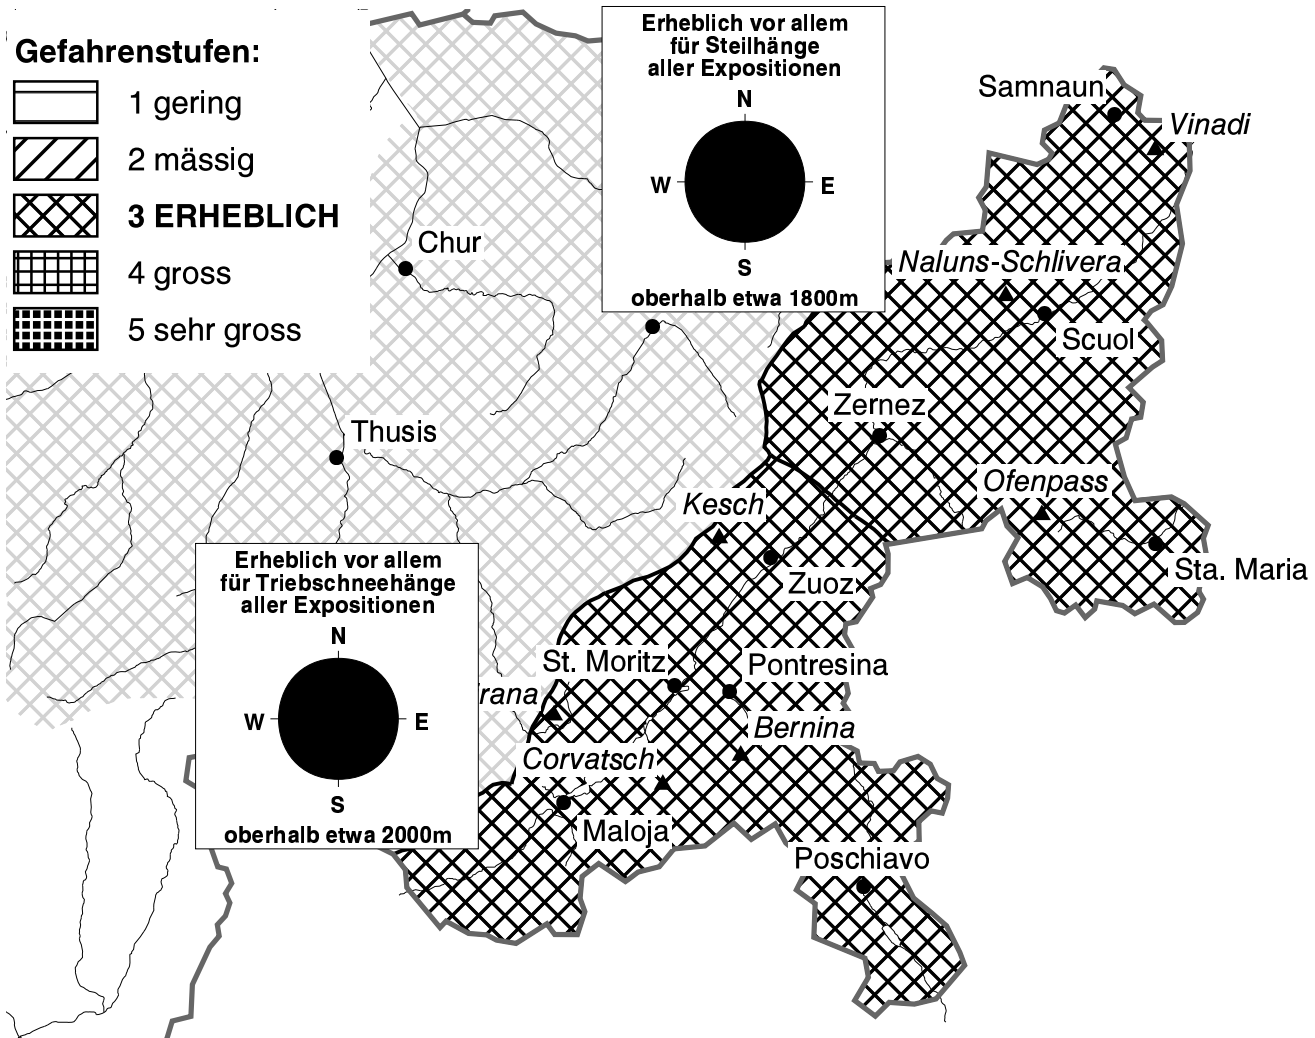 Gefahrenstufen:
1 gering
2 mässig
3 ERHEBLICH
4 gross
5 sehr gross
Erheblich vor allem
für Steilhänge
aller Expositionen
N
W
E
S
oberhalb etwa 1800m
Samnaun
Vinadi
Chur
Naluns-Schlivera
Scuol
Zernez
Thusis
Ofenpass
Kesch
Sta. Maria
Zuoz
Erheblich vor allem
für Triebschneehänge
aller Expositionen
N
W
E
S
oberhalb etwa 2000m
St. Moritz
Pontresina
rana
Bernina
Corvatsch
Maloja
Poschiavo